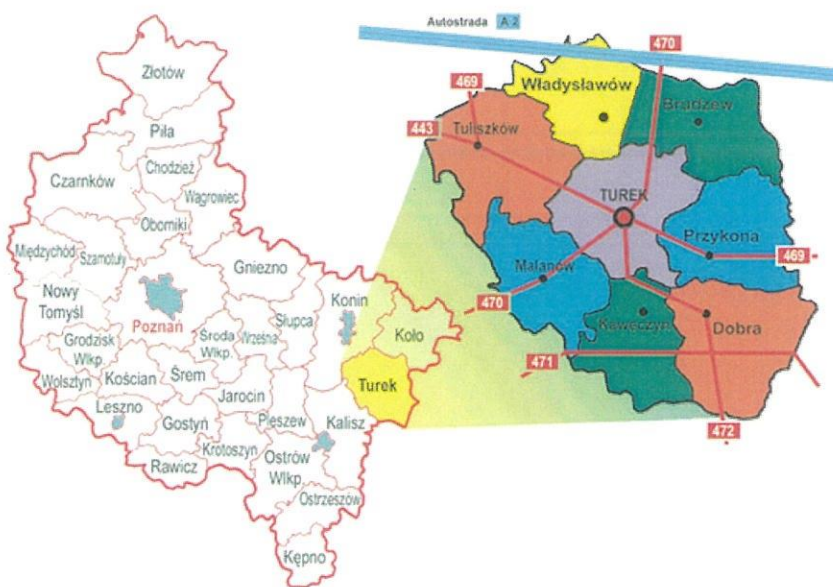 Złotów
Piła
Czarnków
Chodzież
Wągrowiec
Oborniki
Międzychód
Szamotuły
Gniezno
Nowy
Tomyśl
Poznań
Grodzisk
Wlkp.
Wolsztyn
Kościan
Śrem
Środa
Wlkp.
Września
Słupca
Konin
Koło
Turek
Jarocin
Leszno
Gostyń
Pleszew
Kalisz
Rawicz
Krotoszyn
Ostrów
Wlkp.
Ostrzeszów
Kępno
Autostrada A 2
470
469
443
Władysławów
Brudzew
Tuliszków
TUREK
Przykona
469
Malanów
470
Kawęczyn
Dobra
471
472